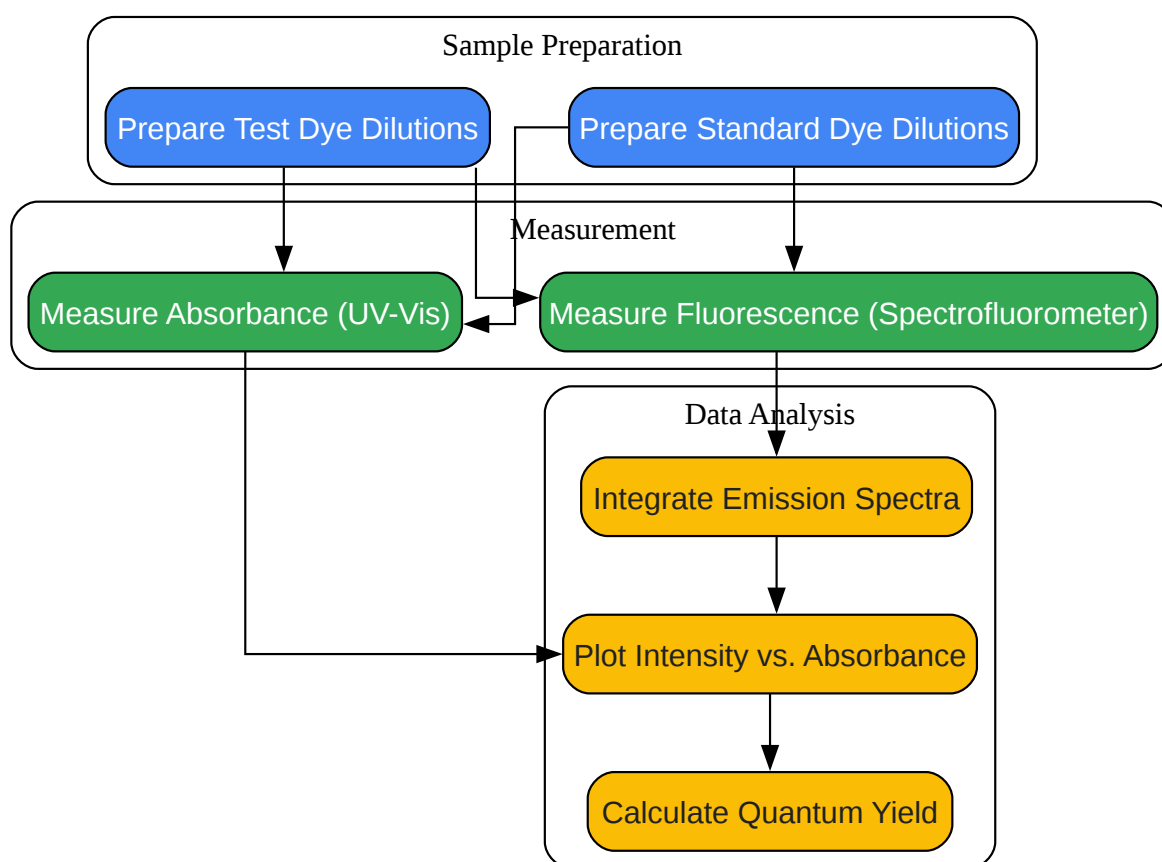 Sample Preparation
Prepare Test Dye Dilutions
Prepare Standard Dye Dilutions
Measurement
Measure Absorbance (UV-Vis)
Measure Fluorescence (Spectrofluorometer)
Data Analysis
Integrate Emission Spectra
Plot Intensity vs. Absorbance
Calculate Quantum Yield